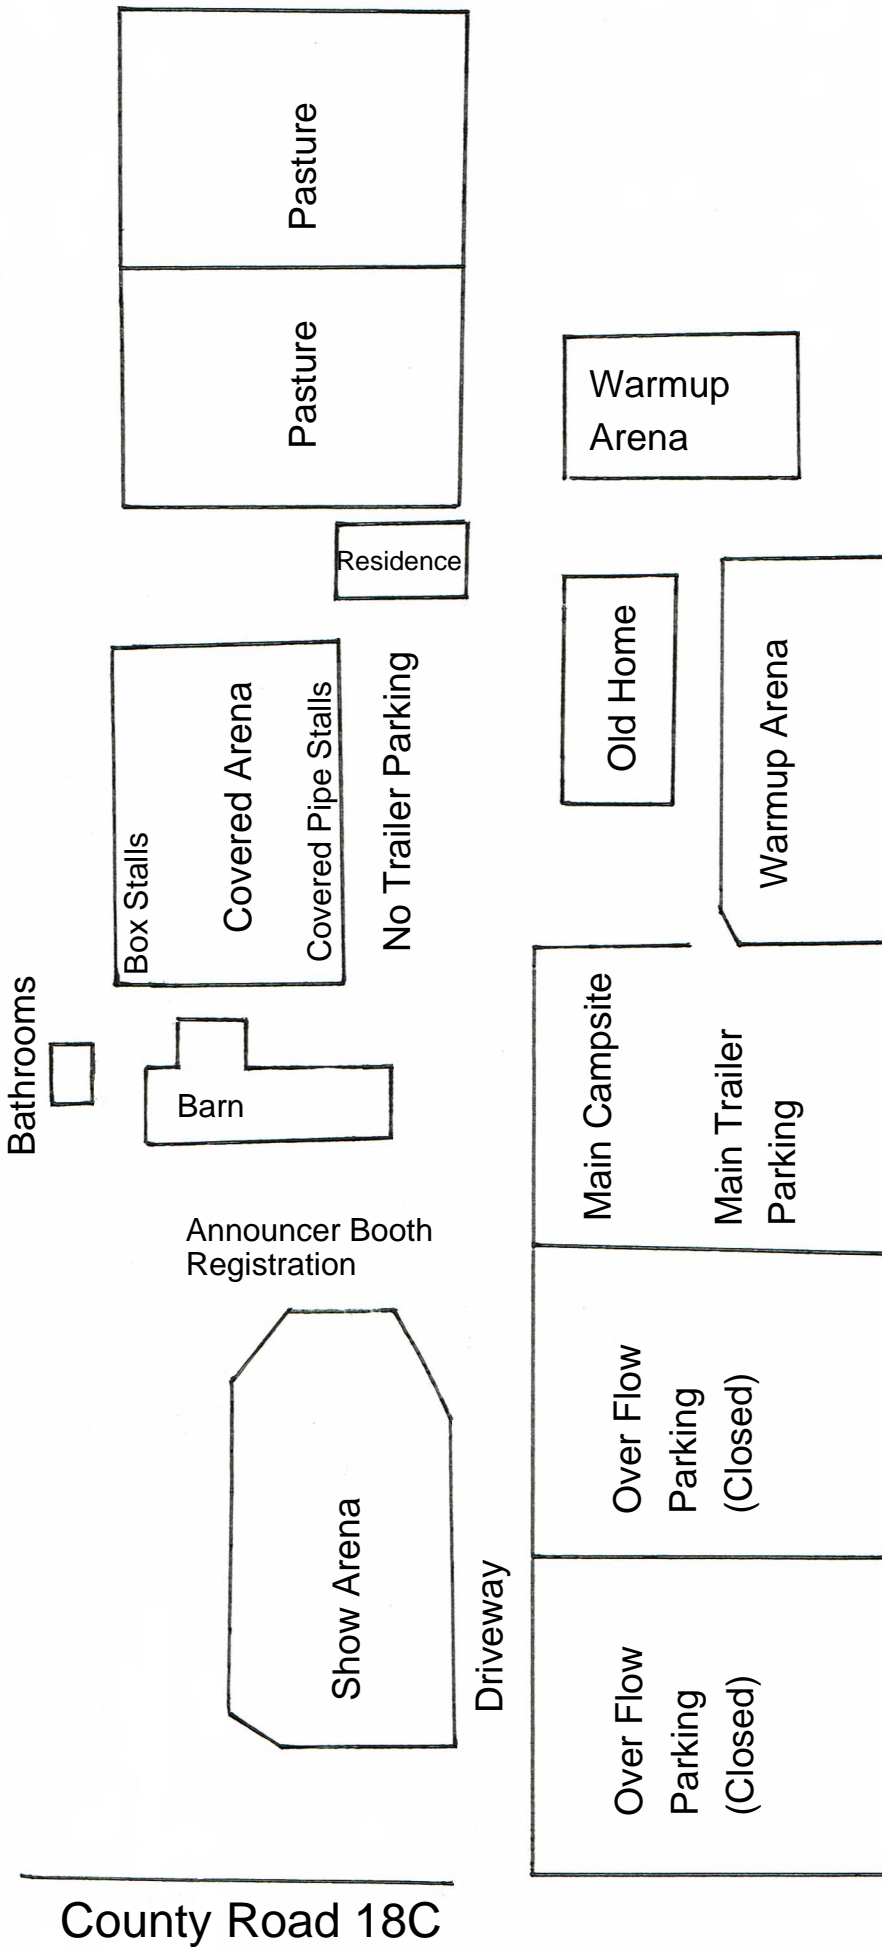 Pasture
Pasture
Warmup
Arena
Residence
Old Home
Warmup Arena
Box Stalls
Covered Arena
Covered Pipe Stalls
No Trailer Parking
Bathrooms
Barn
Main Campsite
Main Trailer
Parking
Announcer Booth
Registration
Over Flow
Parking
(Closed)
Show Arena
Driveway
Over Flow
Parking
(Closed)
County Road 18C